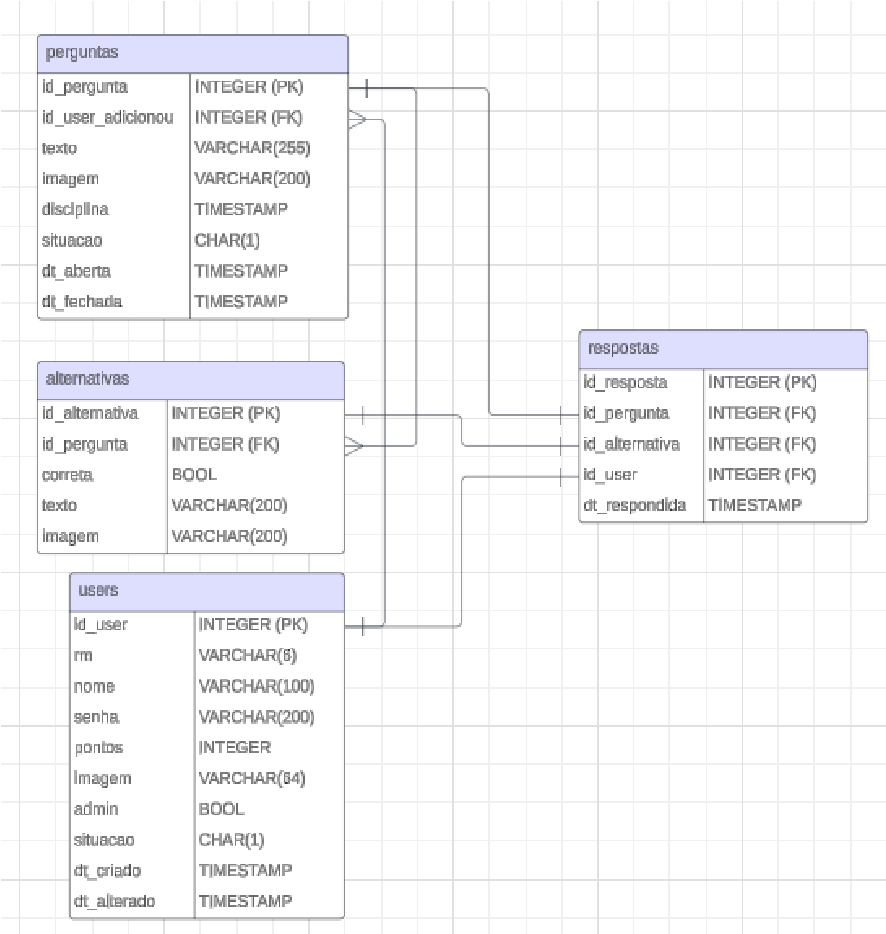 perguntas
id_pergunta INTEGER (PK)
id_user_adicionou INTEGER (FK)
texto VARCHAR(255)
imagem VARCHAR(200)
disciplina TIMESTAMP
situacao CHAR(1)
dt_aberta TIMESTAMP
dt_fechada TIMESTAMP
alternativas
id_alternativa INTEGER (PK)
id_pergunta INTEGER (FK)
correta BOOL
texto VARCHAR(200)
imagem VARCHAR(200)
respostas
id_resposta INTEGER (PK)
id_pergunta INTEGER (FK)
id_alternativa INTEGER (FK)
id_user INTEGER (FK)
dt_respondida TIMESTAMP
users
id_user INTEGER (PK)
rm VARCHAR(6)
nome VARCHAR(100)
senha VARCHAR(200)
pontos INTEGER
imagem VARCHAR(64)
admin BOOL
situacao CHAR(1)
dt_criado TIMESTAMP
dt_alterado TIMESTAMP